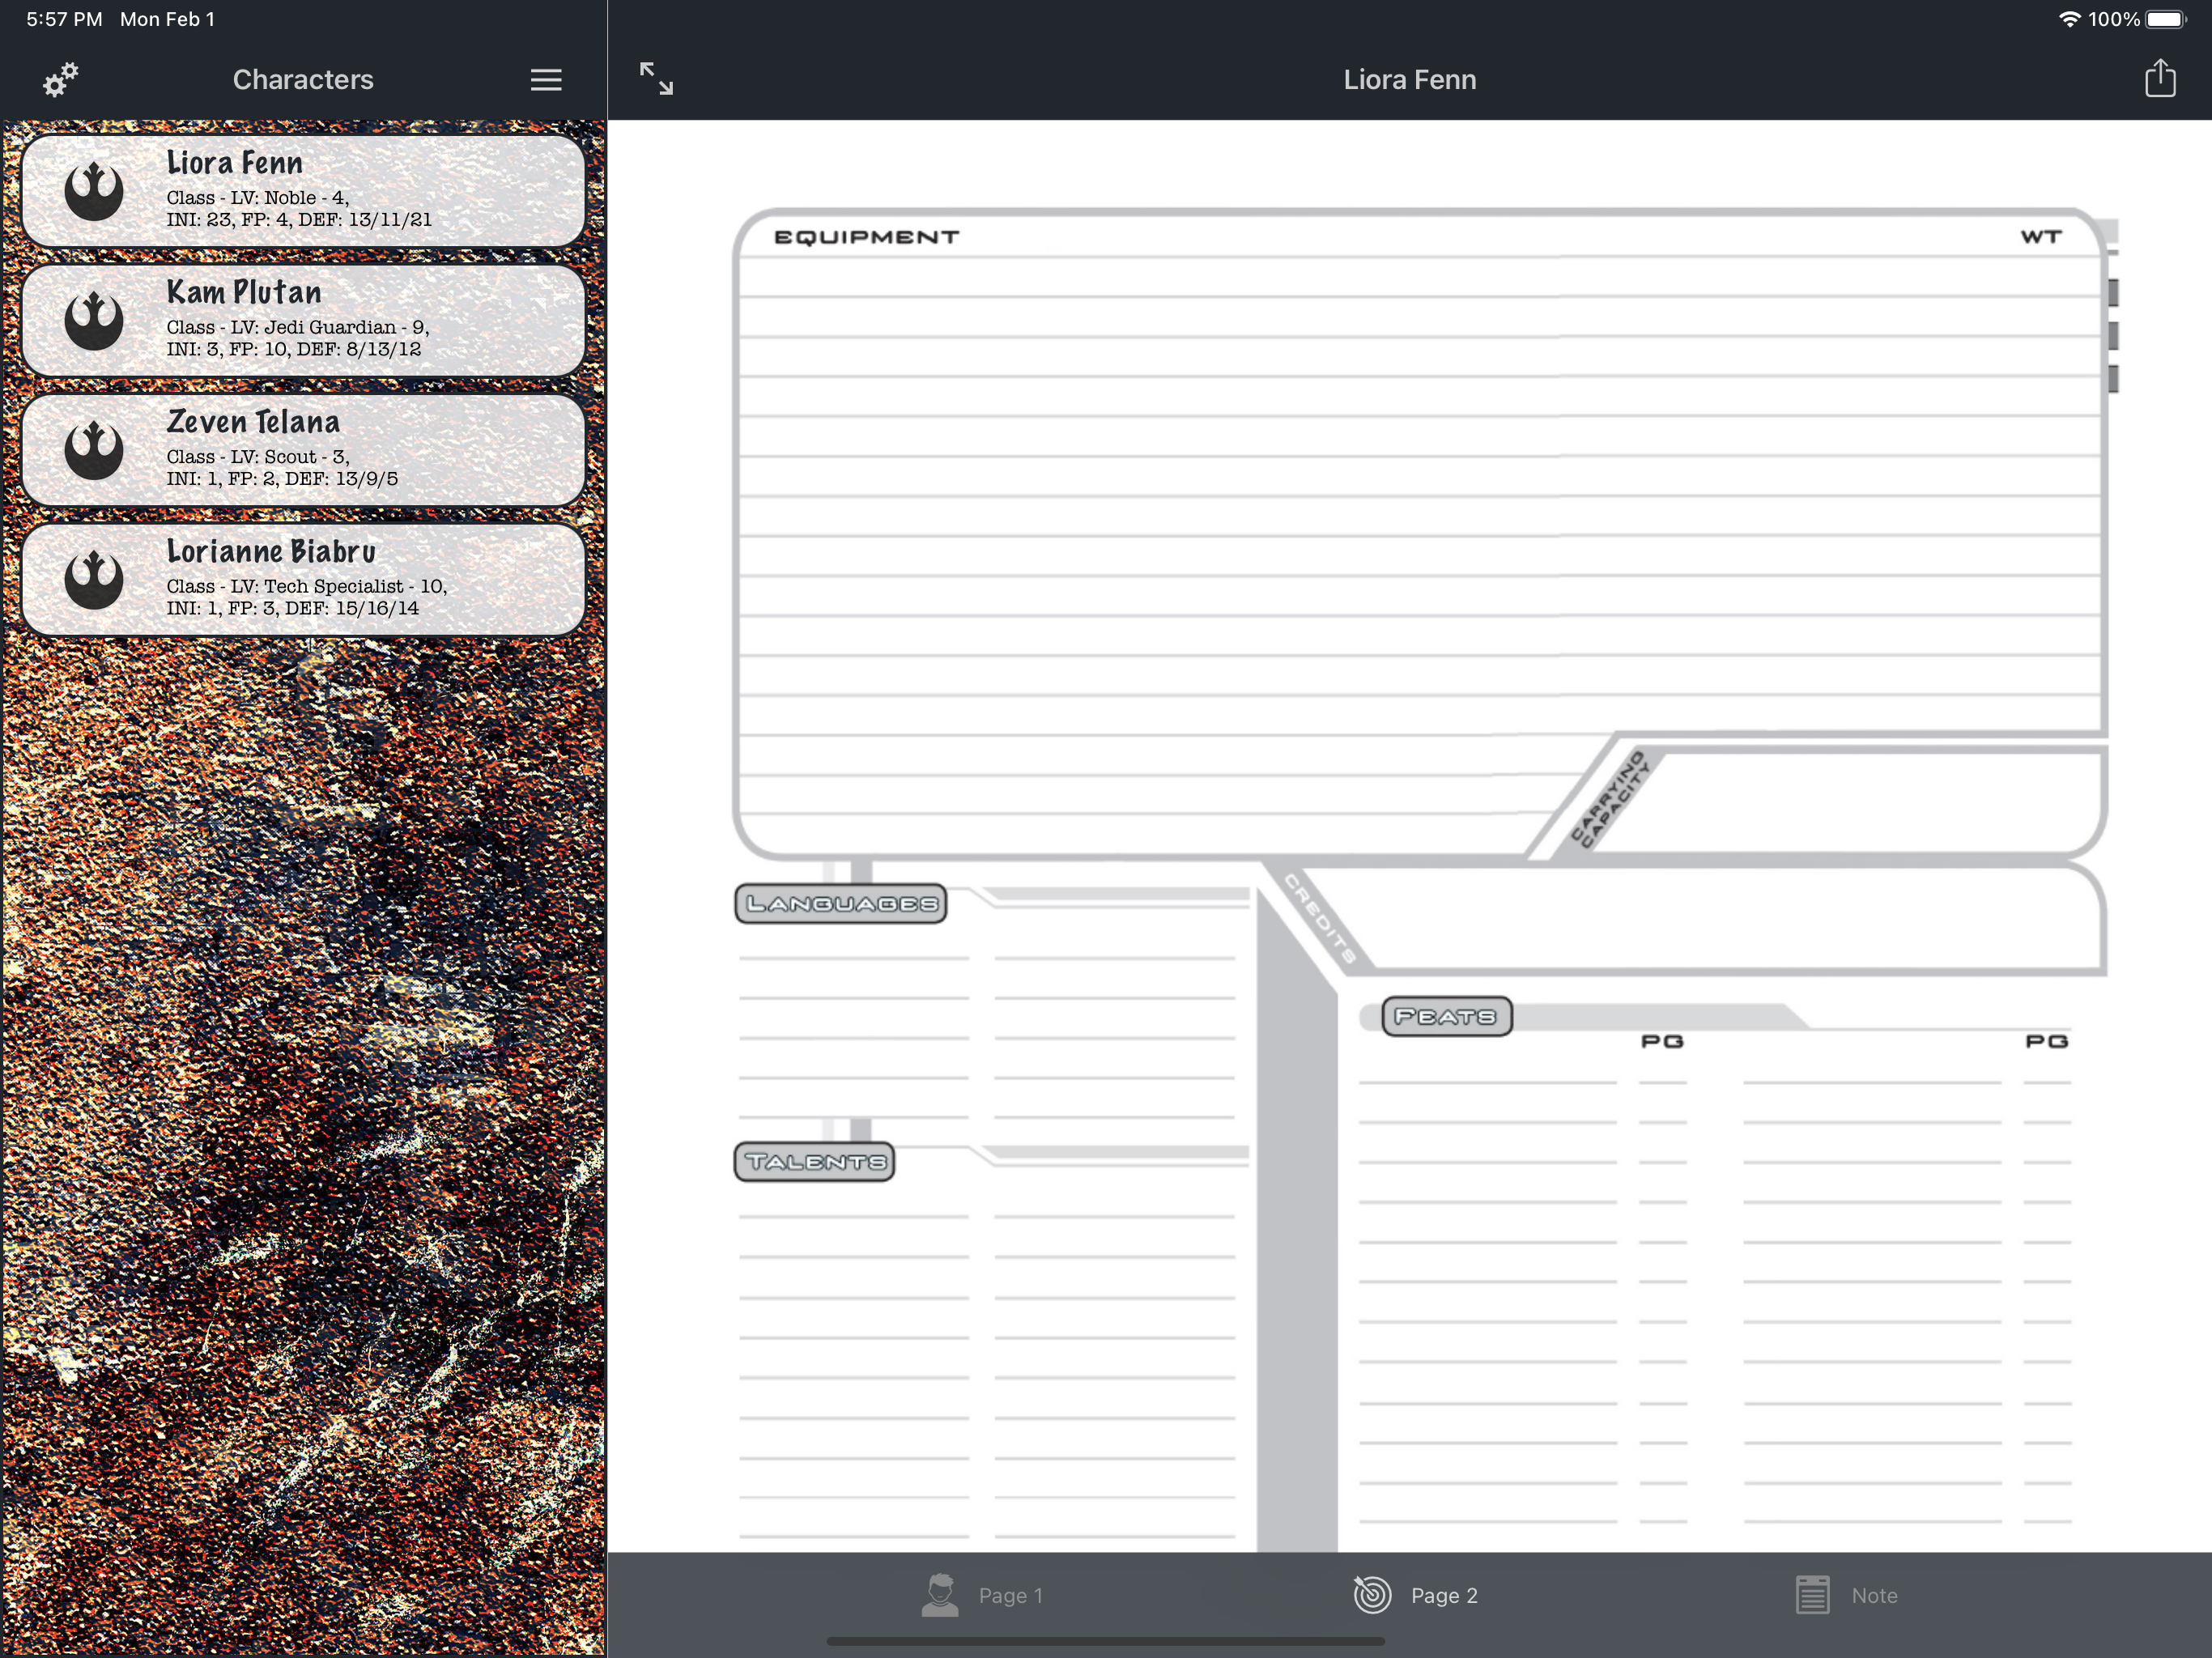 5:57 PM Mon Feb 1
100%
Characters
Liora Fenn
Liora Fenn
Class - LV: Noble - 4,
INI: 23, FP: 4, DEF: 13/11/21
Kam Plutan
Class - LV: Jedi Guardian - 9,
INI: 3, FP: 10, DEF: 8/13/12
Zeven Telana
Class - LV: Scout - 3,
INI: 1, FP: 2, DEF: 13/9/5
Lorianne Biabru
Class - LV: Tech Specialist - 10,
INI: 1, FP: 3, DEF: 15/16/14
EQUIPMENT WT
CARRYING
CAPACITY
LANGUAGES
CREDITS
FEATS
PG PG
TALENTS
Page 1 Page 2 Note